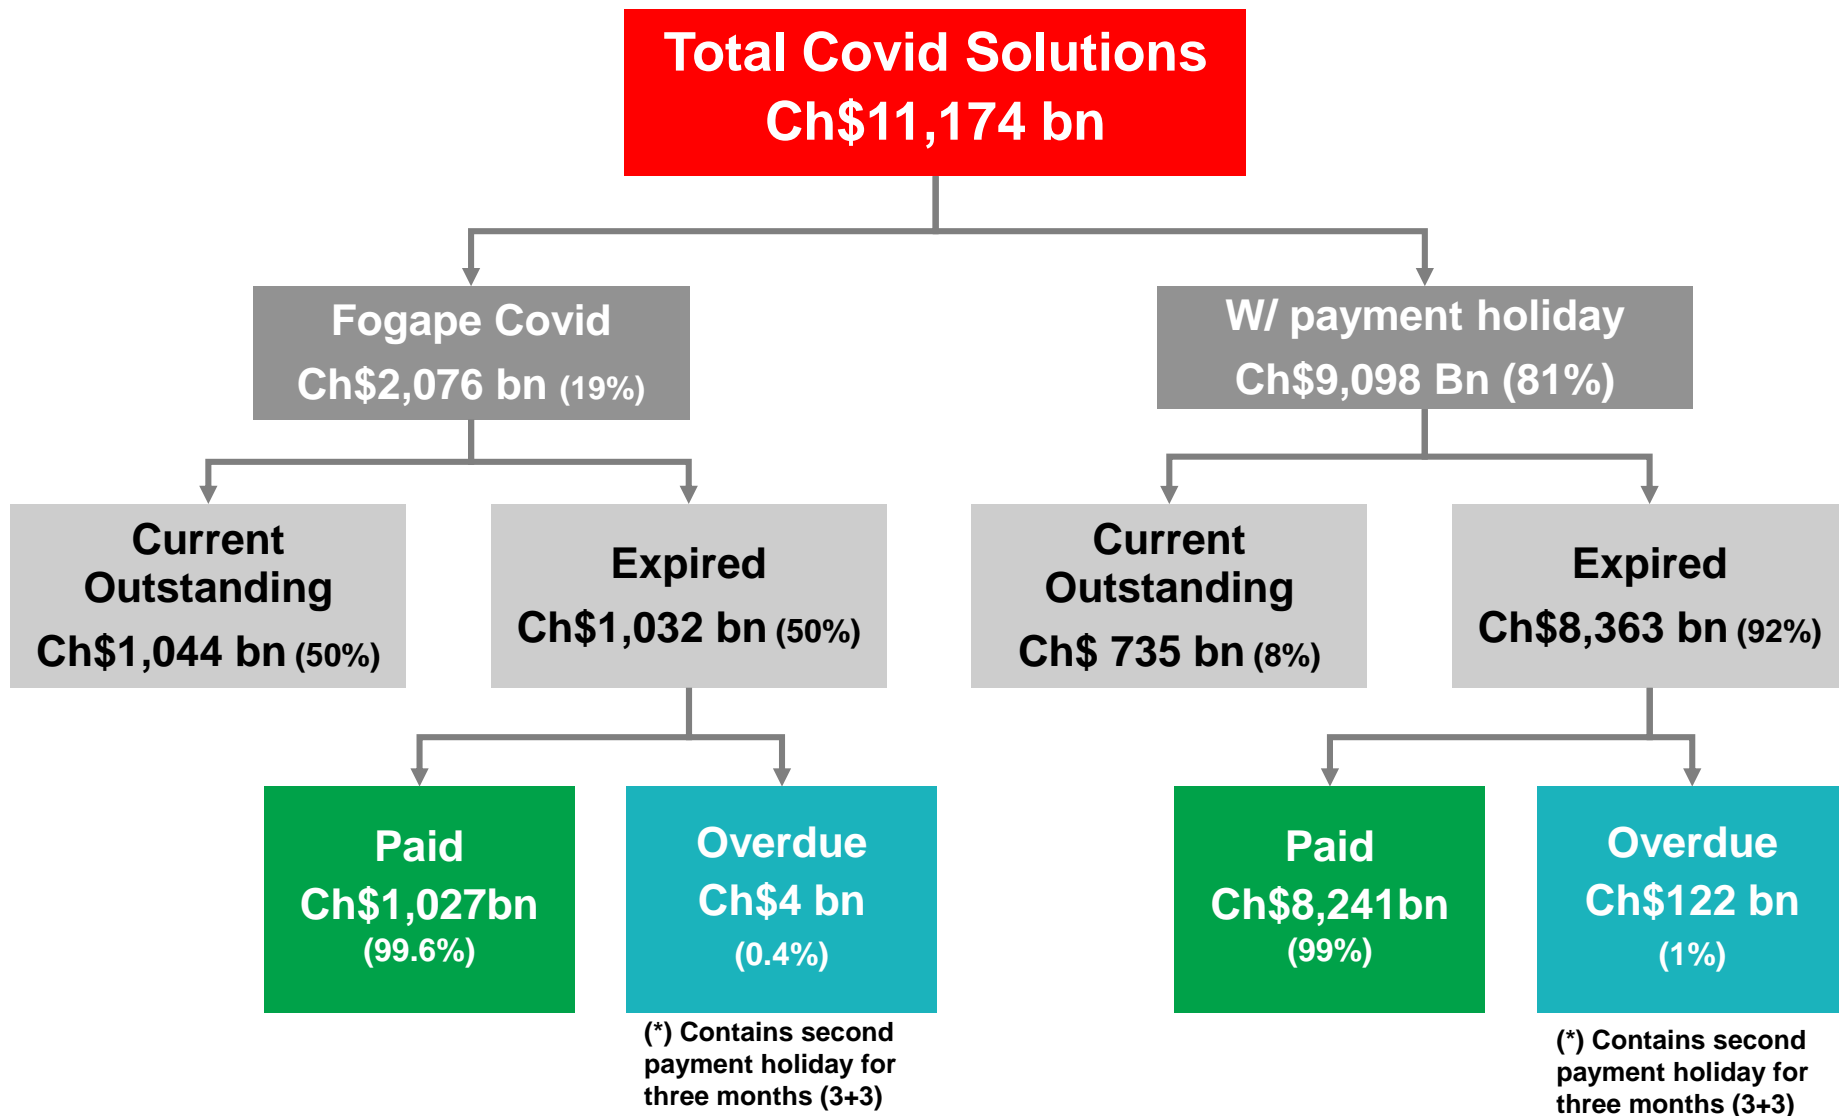 Total Covid Solutions
Ch$11,174 bn
Fogape Covid
Ch$2,076 bn (19%)
W/ payment holiday
Ch$9,098 Bn (81%)
Current
Outstanding
Ch$1,044 bn (50%)
Expired
Ch$1,032 bn (50%)
Current
Outstanding
Ch$ 735 bn (8%)
Expired
Ch$8,363 bn (92%)
Paid
Ch$1,027bn
(99.6%)
Overdue
Ch$4 bn
(0.4%)
Paid
Ch$8,241bn
(99%)
Overdue
Ch$122 bn
(1%)
(*) Contains second
payment holiday for
three months (3+3)
(*) Contains second
payment holiday for
three months (3+3)